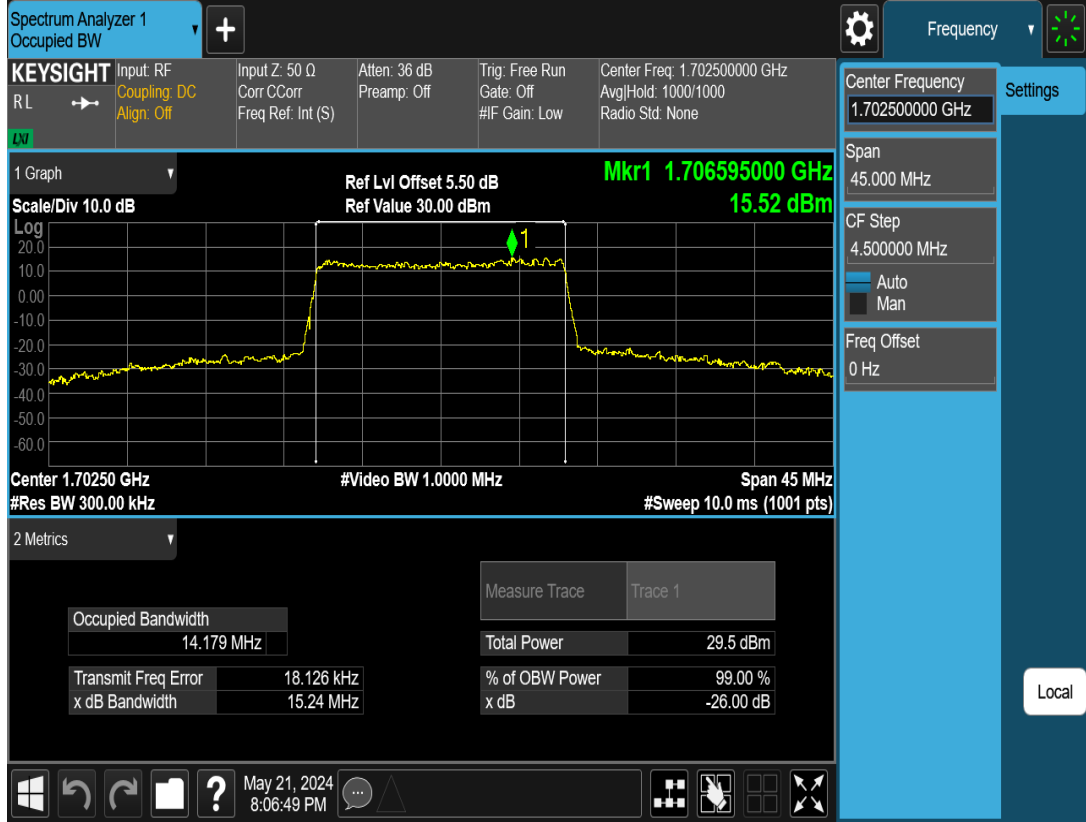 Spectrum Analyzer 1
Occupied BW
+
Frequency
KEYSIGHT
RL
LXI
Input: RF
Coupling: DC
Align: Off
Input Z: 50 Ω
Corr CCorr
Freq Ref: Int (S)
Atten: 36 dB
Preamp: Off
Trig: Free Run
Gate: Off
#IF Gain: Low
Center Freq: 1.702500000 GHz
Avg|Hold: 1000/1000
Radio Std: None
Center Frequency
1.702500000 GHz
Settings
Span
45.000 MHz
CF Step
4.500000 MHz
Auto
Man
Freq Offset
0 Hz
Local
1 Graph
Scale/Div 10.0 dB
Ref Lvl Offset 5.50 dB
Ref Value 30.00 dBm
Mkr1 1.706595000 GHz
15.52 dBm
Log
20.0
10.0
0.00
-10.0
-20.0
-30.0
-40.0
-50.0
-60.0
1
Center 1.70250 GHz
#Video BW 1.0000 MHz
Span 45 MHz
#Res BW 300.00 kHz
#Sweep 10.0 ms (1001 pts)
2 Metrics
Measure Trace
Trace 1
Occupied Bandwidth
14.179 MHz
Total Power
29.5 dBm
Transmit Freq Error
18.126 kHz
% of OBW Power
99.00 %
x dB Bandwidth
15.24 MHz
x dB
-26.00 dB
?
May 21, 2024
8:06:49 PM